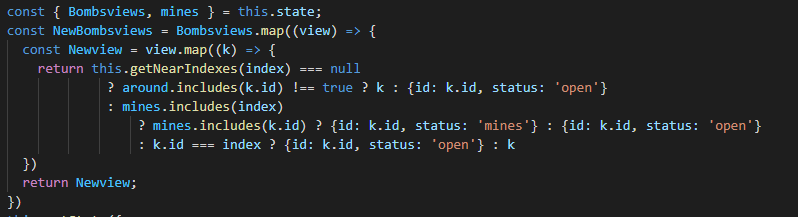 const { Bombsviews, mines } = this.state;
const NewBombsviews = Bombsviews.map((view) => {
  const Newview = view.map((k) => {
    return this.getNearIndexes(index) === null
            ? around.includes(k.id) !== true ? k : {id: k.id, status: 'open'}
            : mines.includes(index)
                ? mines.includes(k.id) ? {id: k.id, status: 'mines'} : {id: k.id, status: 'open'}
                : k.id === index ? {id: k.id, status: 'open'} : k
  })
  return Newview;
})